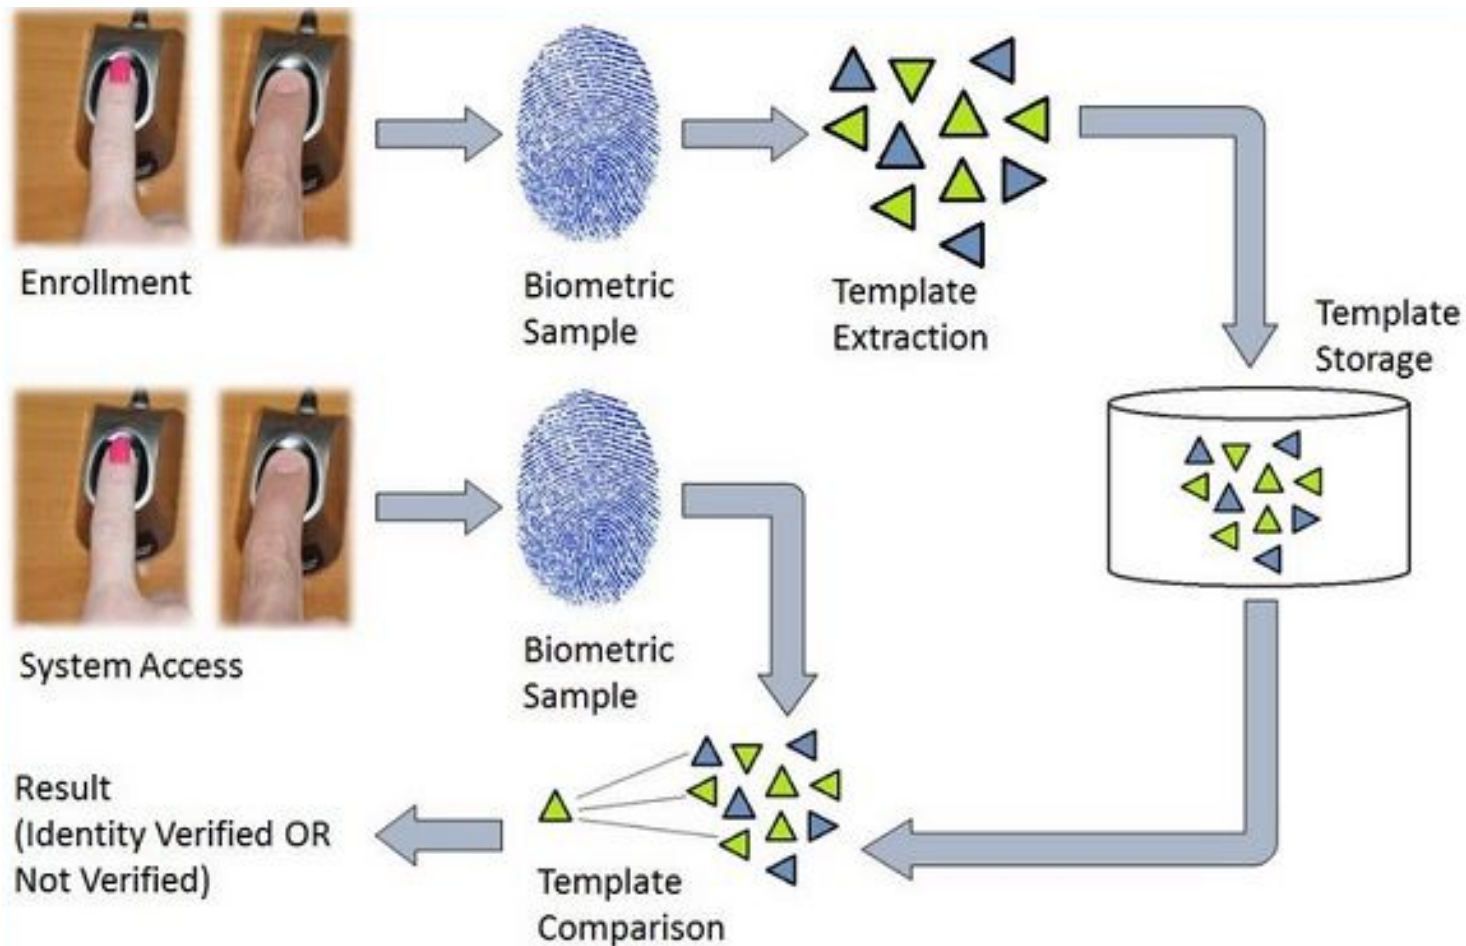 Enrollment
Biometric
Sample
Template
Extraction
Template
Storage
System Access
Biometric
Sample
Result
(Identity Verified OR
Not Verified)
Template
Comparison